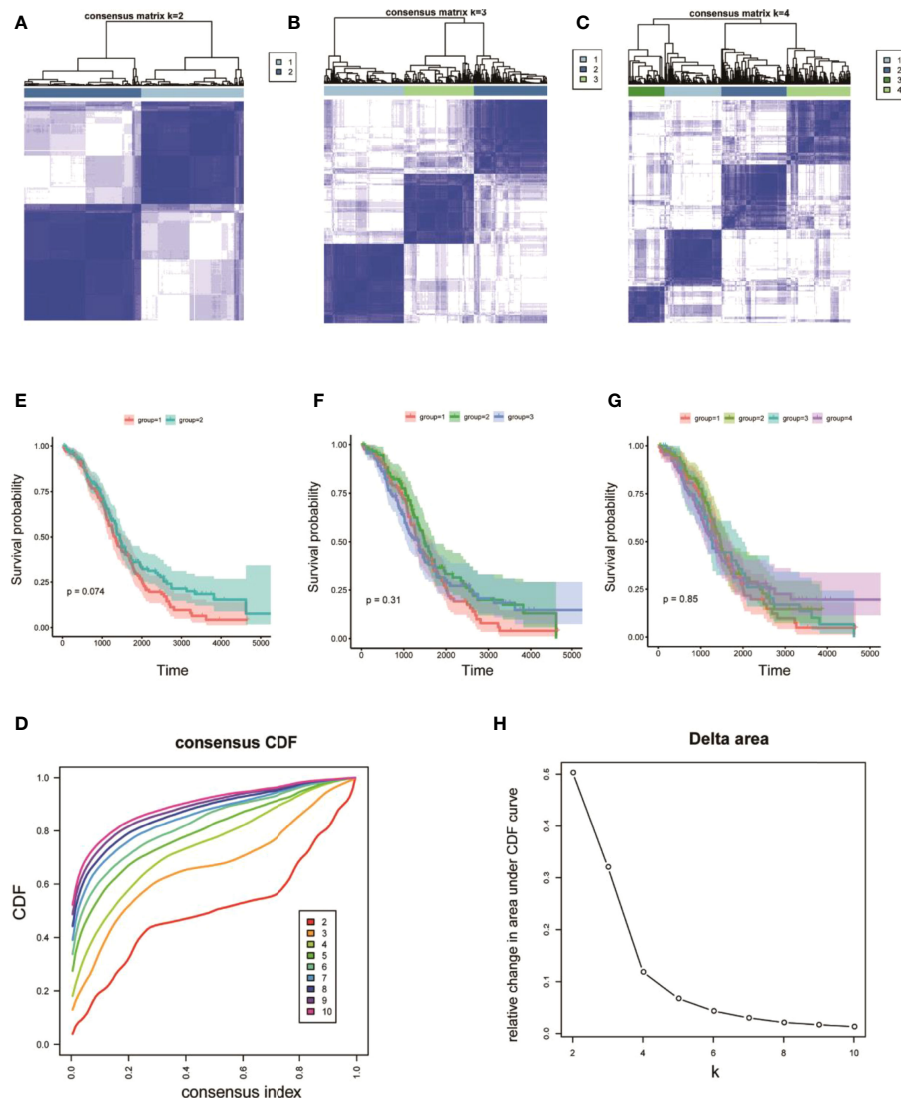 A
consensus matrix k=2
1
2
B
consensus matrix k=3
1
2
3
C
consensus matrix k=4
1
2
3
4
E
group=1 group=2
Survival probability
1.00
0.75
0.50
0.25
0.00
p = 0.074
0 1000 2000 3000 4000 5000
Time
F
group=1 group=2 group=3
Survival probability
1.00
0.75
0.50
0.25
0.00
p = 0.31
0 1000 2000 3000 4000 5000
Time
G
group=1 group=2 group=3 group=4
Survival probability
1.00
0.75
0.50
0.25
0.00
p = 0.85
0 1000 2000 3000 4000 5000
Time
D
consensus CDF
CDF
1.0
0.8
0.6
0.4
0.2
0.0
2
3
4
5
6
7
8
9
10
0.0 0.2 0.4 0.6 0.8 1.0
consensus index
H
Delta area
relative change in area under CDF curve
0.3
0.1
0.0
2 4 6 8 10
k